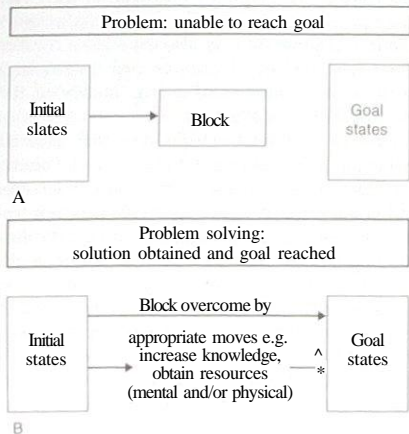 Problem: unable to reach goal
Initial
slates
Block
Goal
states
A
Problem solving:
solution obtained and goal reached
Block overcome by
Initial
states
appropriate moves e.g.
increase knowledge,
obtain resources
(mental and/or physical)
^
*
Goal
states
B